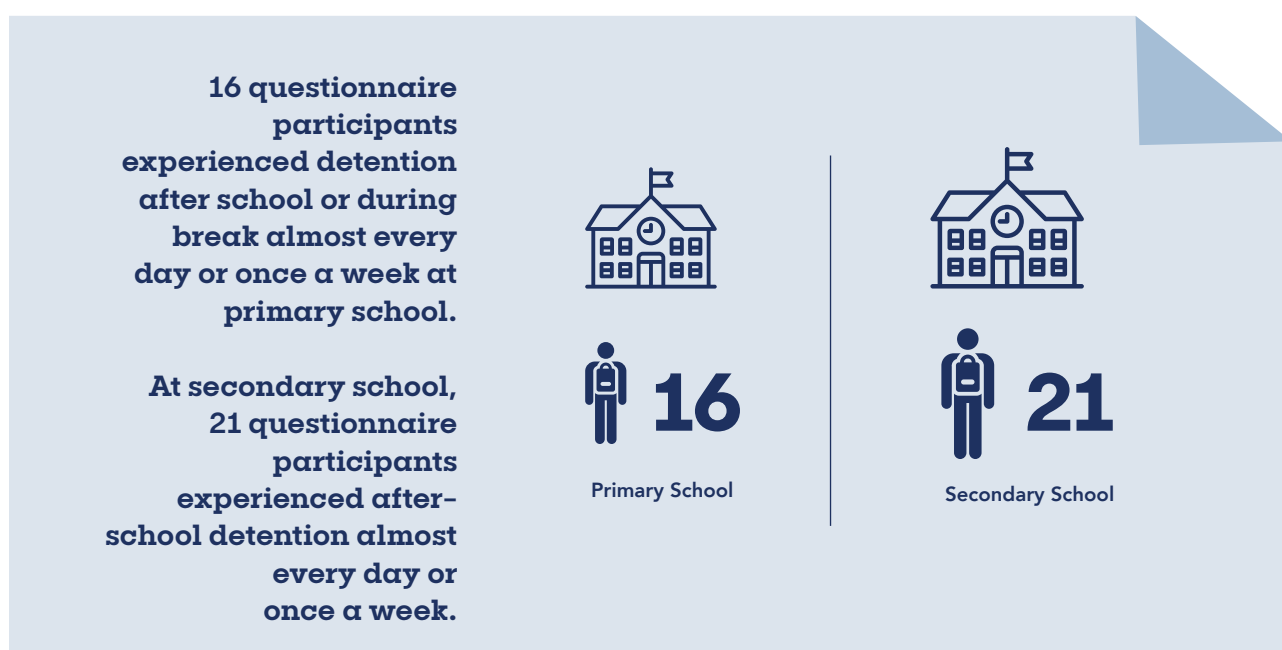 16 questionnaire
participants
experienced detention
after school or during
break almost every
day or once a week at
primary school.
At secondary school,
21 questionnaire
participants
experienced after-
school detention almost
every day or
once a week.
16
Primary School
21
Secondary School